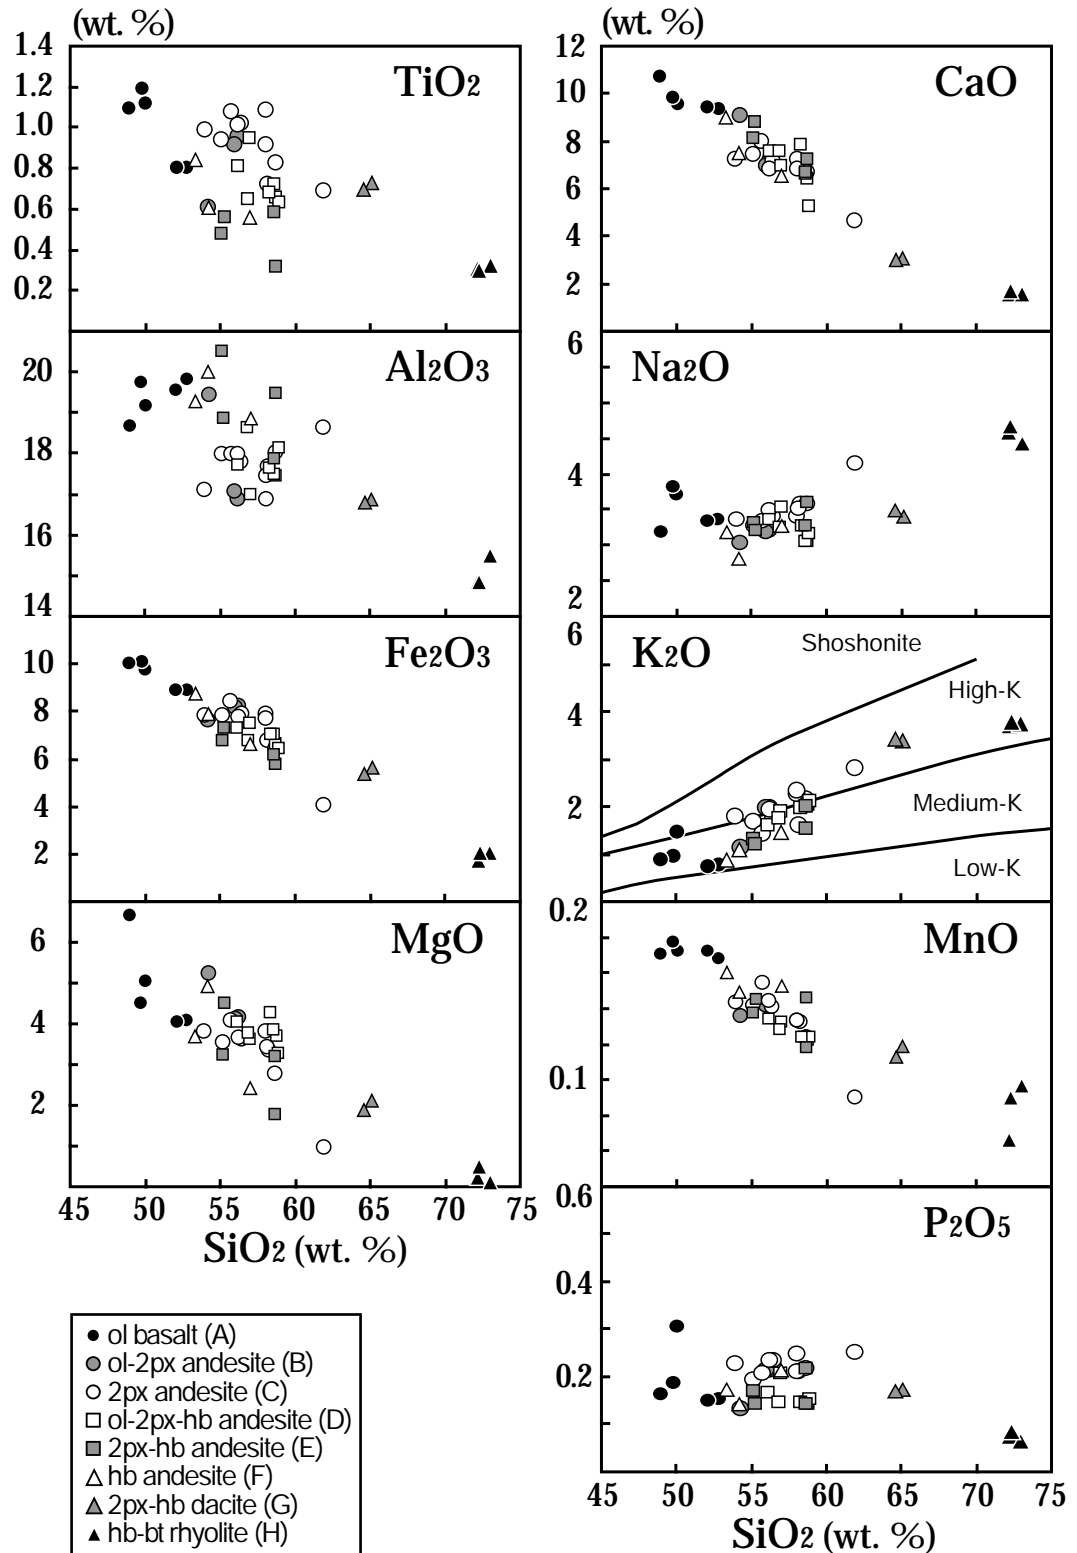 (wt. %)
1.4
1.2
1.0
0.8
0.6
0.4
0.2
TiO2
20
18
16
14
Al2O3
10
8
6
4
2
Fe2O3
6
4
2
MgO
45 50 55 60 65 70 75
SiO2 (wt. %)
(wt. %)
12
10
8
6
4
2
CaO
6
4
2
Na2O
6
4
2
K2O
Shoshonite
High-K
Medium-K
Low-K
0.2
0.1
MnO
0.6
0.4
0.2
P2O5
45 50 55 60 65 70 75
SiO2 (wt. %)
ol basalt (A)
ol-2px andesite (B)
2px andesite (C)
ol-2px-hb andesite (D)
2px-hb andesite (E)
hb andesite (F)
2px-hb dacite (G)
hb-bt rhyolite (H)